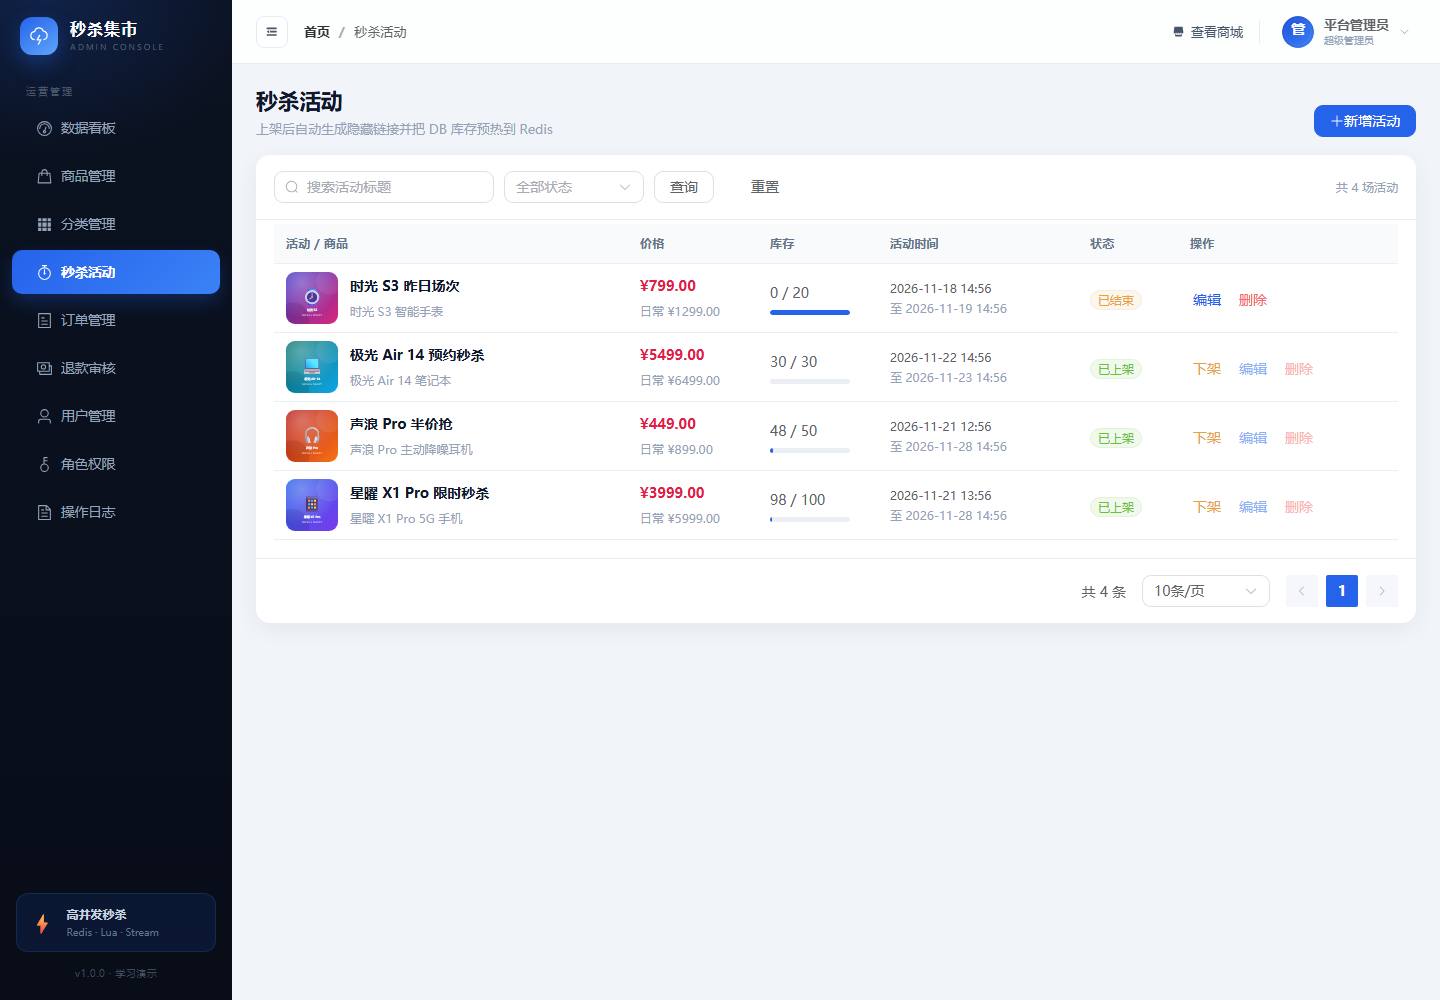 秒杀集市
ADMIN CONSOLE
运营管理
数据看板
商品管理
分类管理
秒杀活动
订单管理
退款审核
用户管理
角色权限
操作日志
高并发秒杀
Redis · Lua · Stream
v1.0.0 · 学习演示
首页 / 秒杀活动
查看商城
管
平台管理员
超级管理员
秒杀活动
上架后自动生成隐藏链接并把 DB 库存预热到 Redis
新增活动
搜索活动标题
全部状态
查询
重置
共 4 场活动
活动 / 商品 价格 库存 活动时间 状态 操作
时光 S3 昨日场次
时光 S3 智能手表
¥799.00
日常 ¥1299.00
0 / 20
2026-11-18 14:56
至 2026-11-19 14:56
已结束
编辑 删除
极光 Air 14 预约秒杀
极光 Air 14 笔记本
¥5499.00
日常 ¥6499.00
30 / 30
2026-11-22 14:56
至 2026-11-23 14:56
已上架
下架 编辑 删除
声浪 Pro 半价抢
声浪 Pro 主动降噪耳机
¥449.00
日常 ¥899.00
48 / 50
2026-11-21 12:56
至 2026-11-28 14:56
已上架
下架 编辑 删除
星曜 X1 Pro 限时秒杀
星曜 X1 Pro 5G 手机
¥3999.00
日常 ¥5999.00
98 / 100
2026-11-21 13:56
至 2026-11-28 14:56
已上架
下架 编辑 删除
共 4 条
10条/页
1